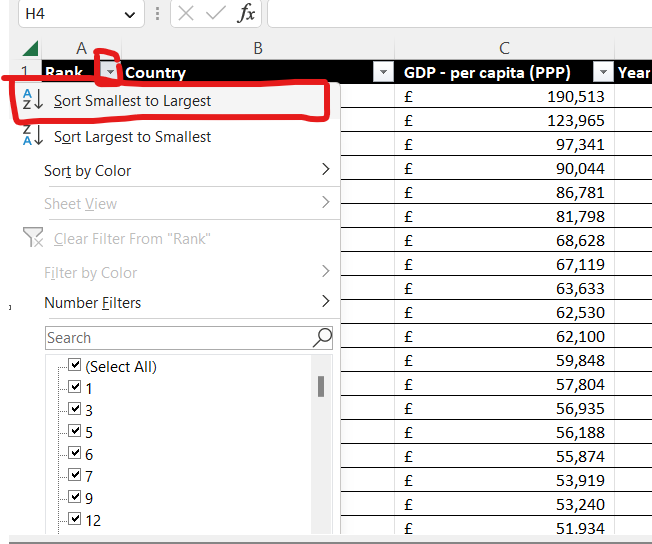 H4 fx
A B C
1 Rank Country GDP - per capita (PPP) Year
Sort Smallest to Largest
Sort Largest to Smallest
Sort by Color
Sheet View
Clear Filter From "Rank"
Filter by Color
Number Filters
Search
(Select All)
1
3
5
6
7
9
12
£ 190,513
£ 123,965
£ 97,341
£ 90,044
£ 86,781
£ 81,798
£ 68,628
£ 67,119
£ 63,633
£ 62,530
£ 62,100
£ 59,848
£ 57,804
£ 56,935
£ 56,188
£ 55,874
£ 53,919
£ 53,240
£ 51,934